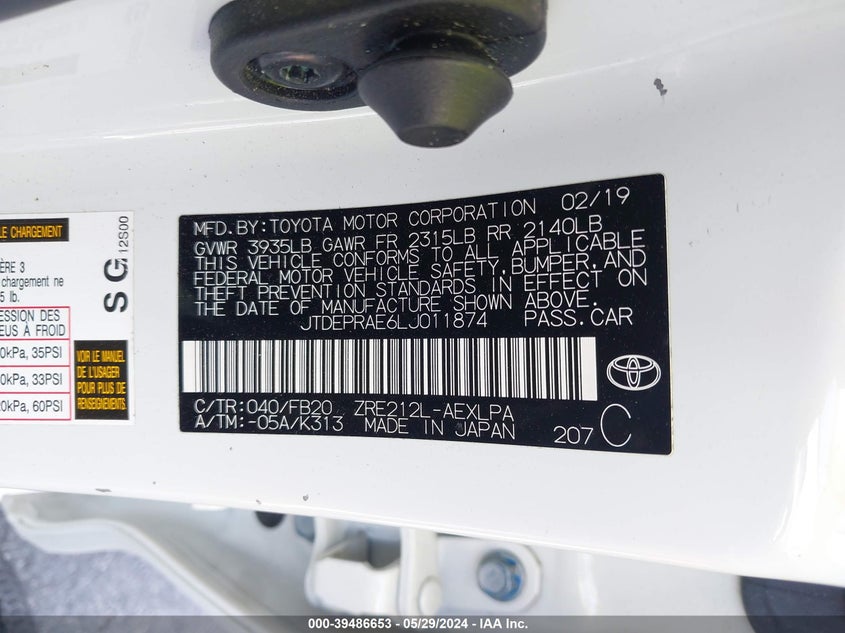 LE CHARGEMENT
ÈRE 3
chargement ne
5 lb.
ESSION DES
EUS À FROID
0kPa, 35PSI
0kPa, 33PSI
20kPa, 60PSI
VOIR LE MANUEL
DE L'USAGER
POUR PLUS DE
RENSEIGNEMENTS
SG
12S00
MFD.BY:TOYOTA MOTOR CORPORATION 02/19
GVWR 3935LB GAWR FR 2315LB RR 2140LB
THIS VEHICLE CONFORMS TO ALL APPLICABLE
FEDERAL MOTOR VEHICLE SAFETY,BUMPER,AND
THEFT PREVENTION STANDARDS IN EFFECT ON
THE DATE OF MANUFACTURE SHOWN ABOVE.
JTDEPRAE6LJ011874 PASS.CAR
C/TR:040/FB20 ZRE212L-AEXLPA
A/TM:-05A/K313 MADE IN JAPAN 207 C
000-39486653 - 05/29/2024 - IAA Inc.